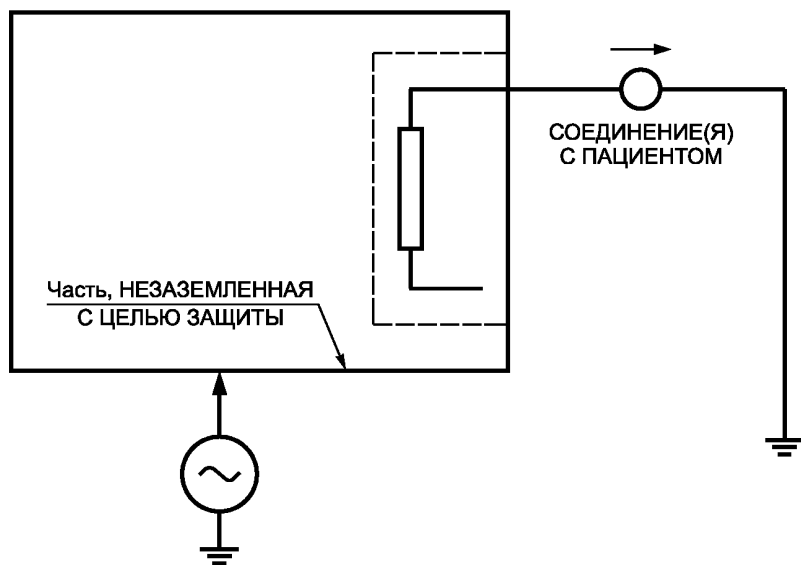 СОЕДИНЕНИЕ(Я)
С ПАЦИЕНТОМ
Часть, НЕЗАЗЕМЛЕННАЯ
С ЦЕЛЬЮ ЗАЩИТЫ